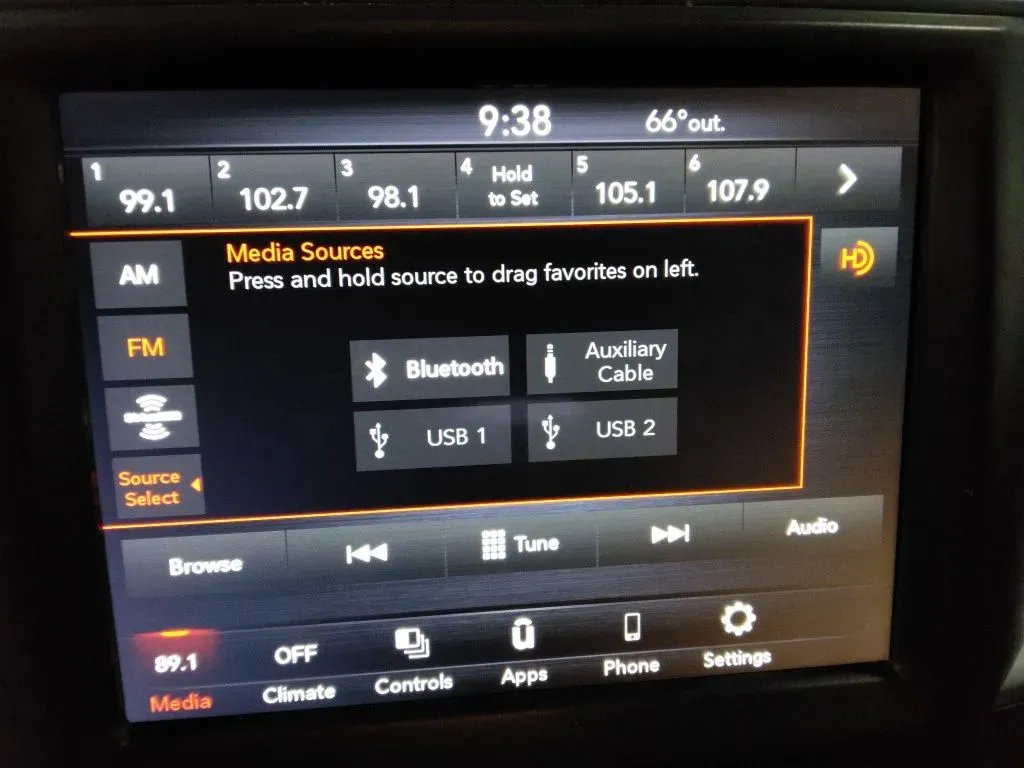 9:38 66°out.
1 99.1 2 102.7 3 98.1 4 Hold to Set 5 105.1 6 107.9
Media Sources
Press and hold source to drag favorites on left.
HD
AM
FM
Bluetooth
Auxiliary
Cable
USB 1
USB 2
Source
Select
Browse
Tune
Audio
89.1 OFF
Media Climate Controls Apps Phone Settings